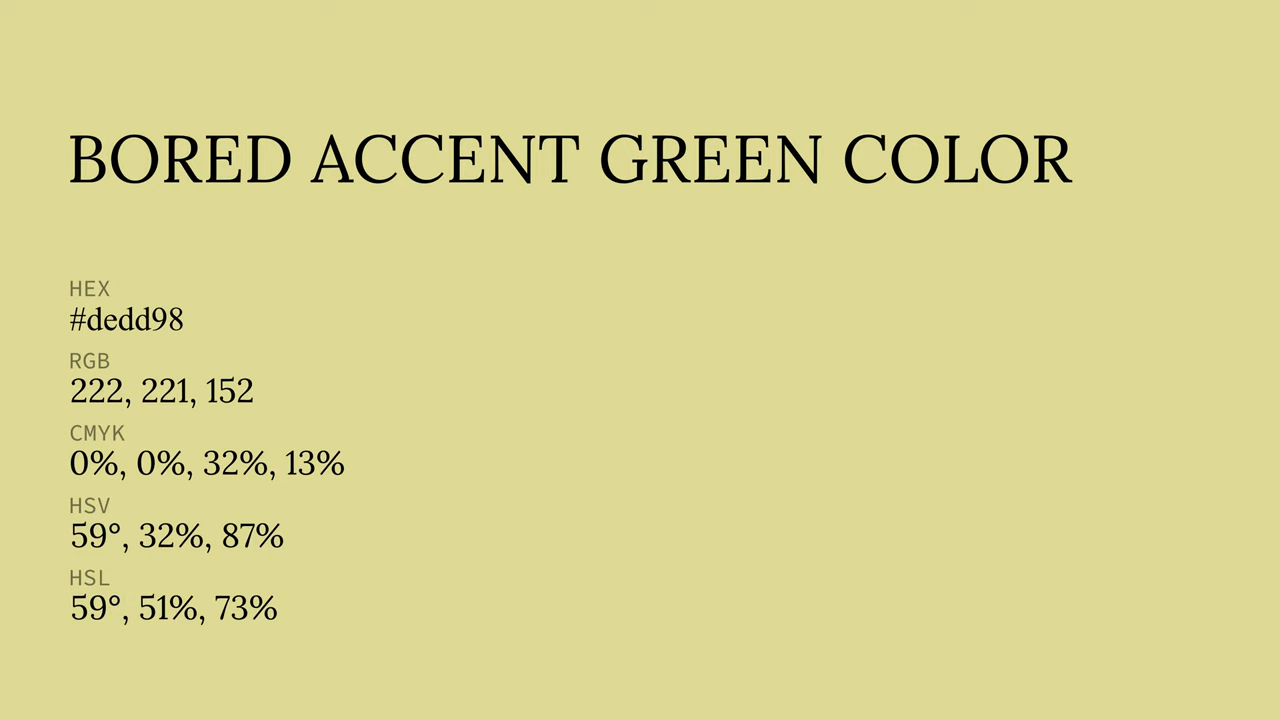 BORED ACCENT GREEN COLOR
HEX
#dedd98
RGB
222, 221, 152
CMYK
0%, 0%, 32%, 13%
HSV
59°, 32%, 87%
HSL
59°, 51%, 73%